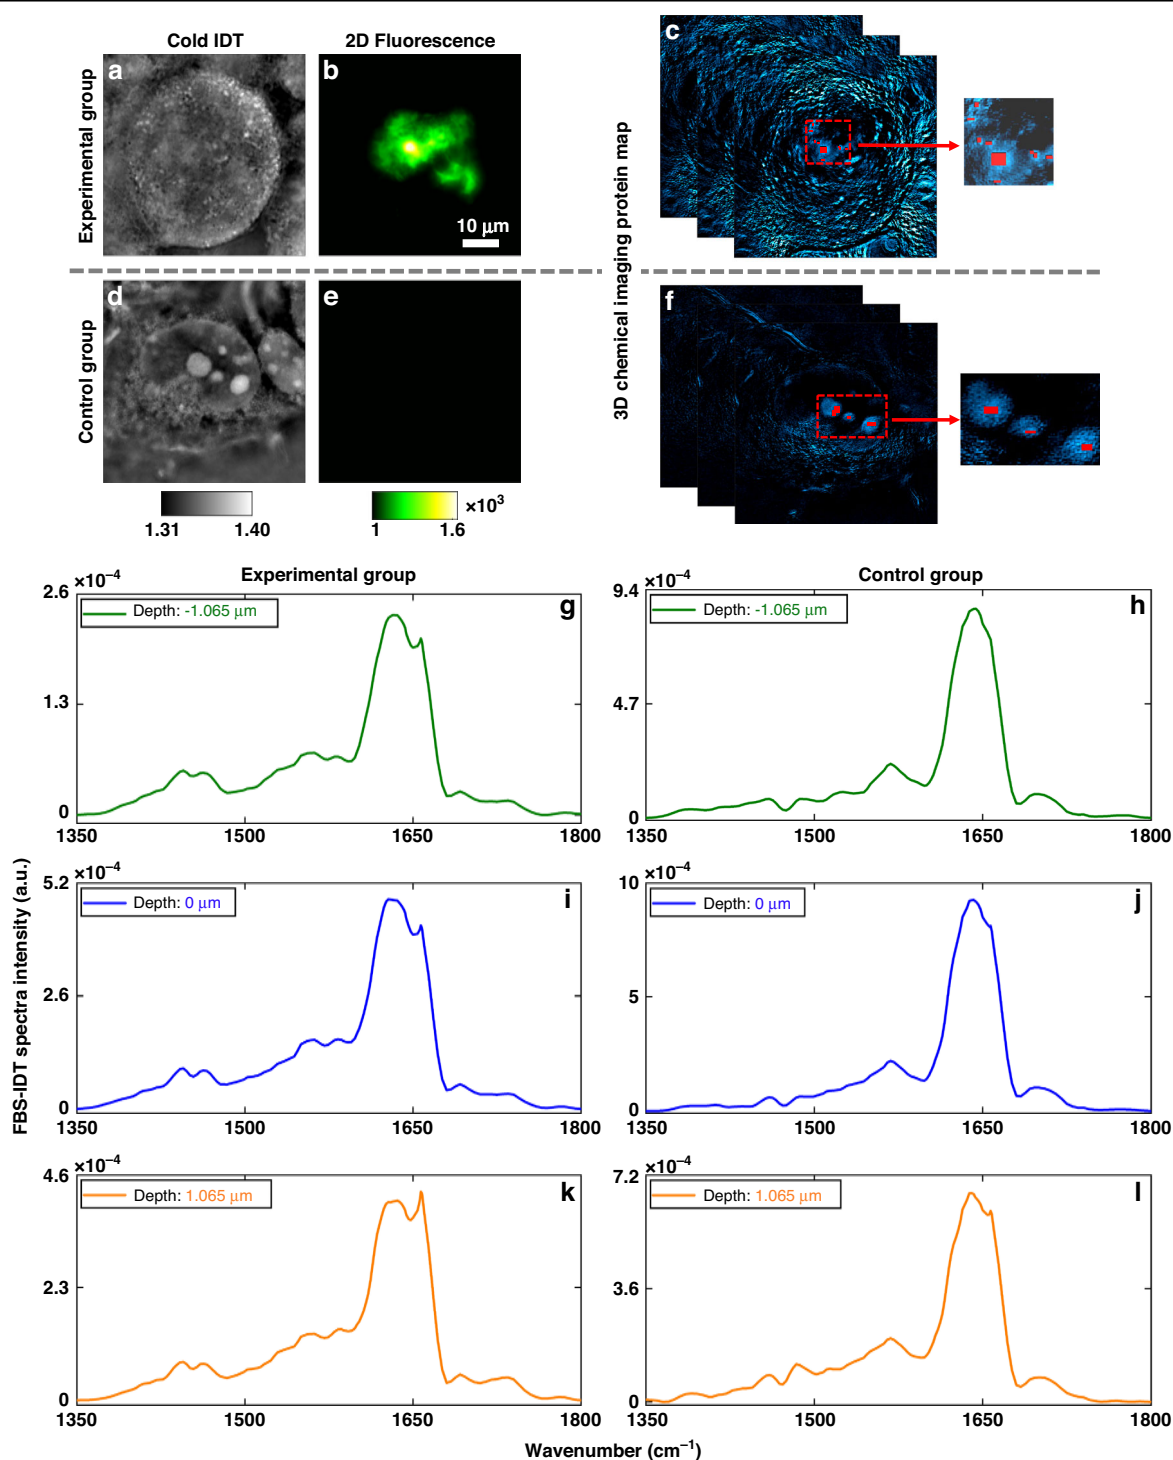 Cold IDT
2D Fluorescence
Experimental group
a
b
10 μm
c
3D chemical imaging protein map
Control group
d
e
f
1.31
1.40
1
1.6
×10³
Experimental group
Control group
FBS-IDT spectra intensity (a.u.)
×10⁻⁴
2.6
1.3
0
Depth: -1.065 μm
g
1350
1500
1650
1800
×10⁻⁴
9.4
4.7
0
Depth: -1.065 μm
h
1350
1500
1650
1800
×10⁻⁴
5.2
2.6
0
Depth: 0 μm
i
1350
1500
1650
1800
×10⁻⁴
10
5
0
Depth: 0 μm
j
1350
1500
1650
1800
×10⁻⁴
4.6
2.3
0
Depth: 1.065 μm
k
1350
1500
1650
1800
×10⁻⁴
7.2
3.6
0
Depth: 1.065 μm
l
1350
1500
1650
1800
Wavenumber (cm⁻¹)